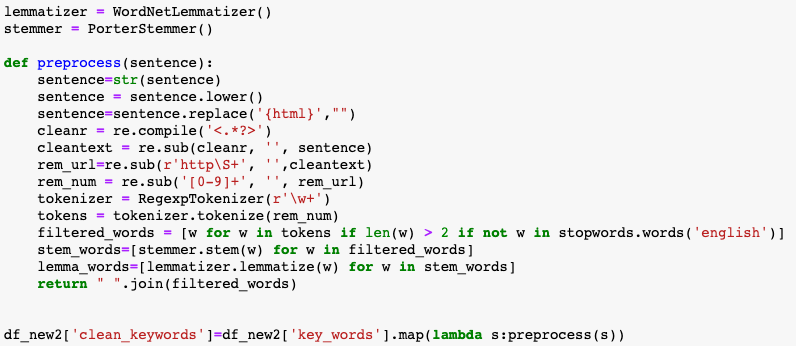 lemmatizer = WordNetLemmatizer()
stemmer = PorterStemmer()

def preprocess(sentence):
    sentence=str(sentence)
    sentence = sentence.lower()
    sentence=sentence.replace('{html}',"")
    cleanr = re.compile('<.*?>')
    cleantext = re.sub(cleanr, '', sentence)
    rem_url=re.sub(r'http\S+', '',cleantext)
    rem_num = re.sub('[0-9]+', '', rem_url)
    tokenizer = RegexpTokenizer(r'\w+')
    tokens = tokenizer.tokenize(rem_num)
    filtered_words = [w for w in tokens if len(w) > 2 if not w in stopwords.words('english')]
    stem_words=[stemmer.stem(w) for w in filtered_words]
    lemma_words=[lemmatizer.lemmatize(w) for w in stem_words]
    return " ".join(filtered_words)


df_new2['clean_keywords']=df_new2['key_words'].map(lambda s:preprocess(s))